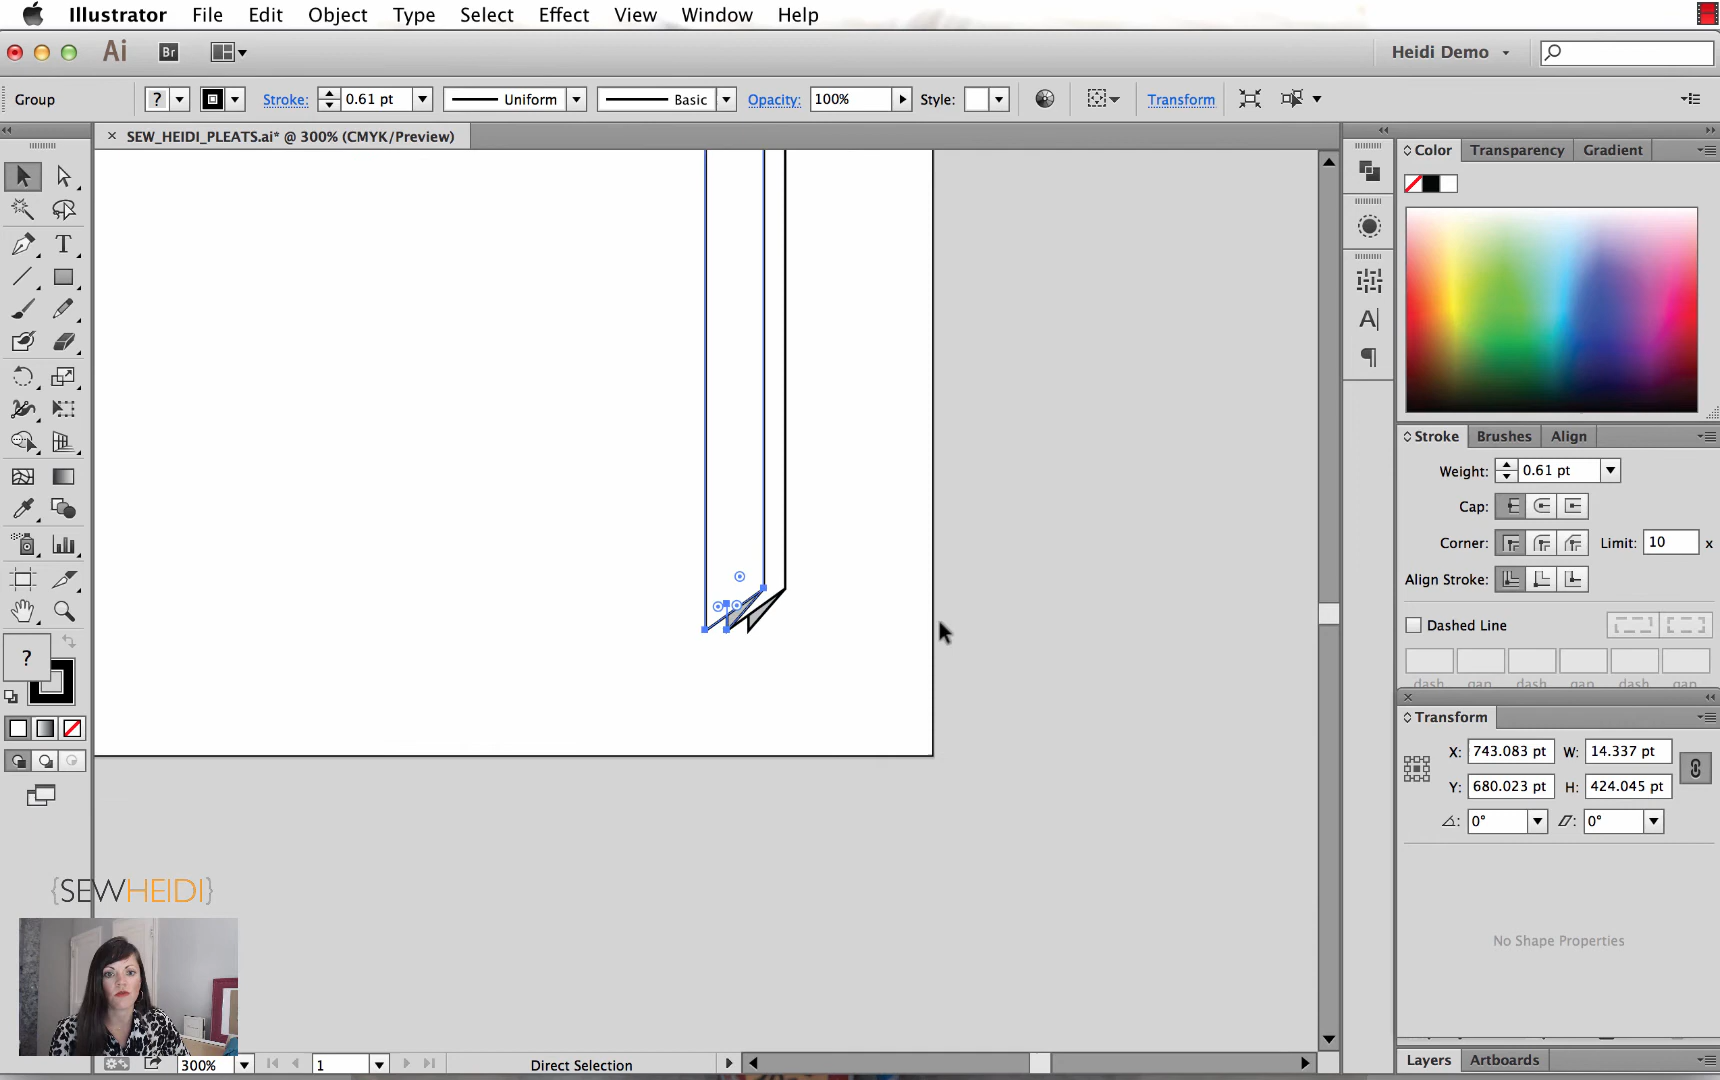 Illustrator File Edit Object Type Select Effect View Window Help
Ai Br Heidi Demo
Group ? Stroke: 0.61 pt Uniform Basic Opacity: 100% Style: Transform
× SEW_HEIDI_PLEATS.ai* @ 300% (CMYK/Preview)
Color Transparency Gradient
Stroke Brushes Align
Weight: 0.61 pt
Cap:
Corner: Limit: 10 x
Align Stroke:
Dashed Line
dash gap dash gap dash gap
?
Transform
X: 743.083 pt W: 14.337 pt
Y: 680.023 pt H: 424.045 pt
0° 0°
No Shape Properties
{SEWHEIDI}
300% 1 Direct Selection
Layers Artboards